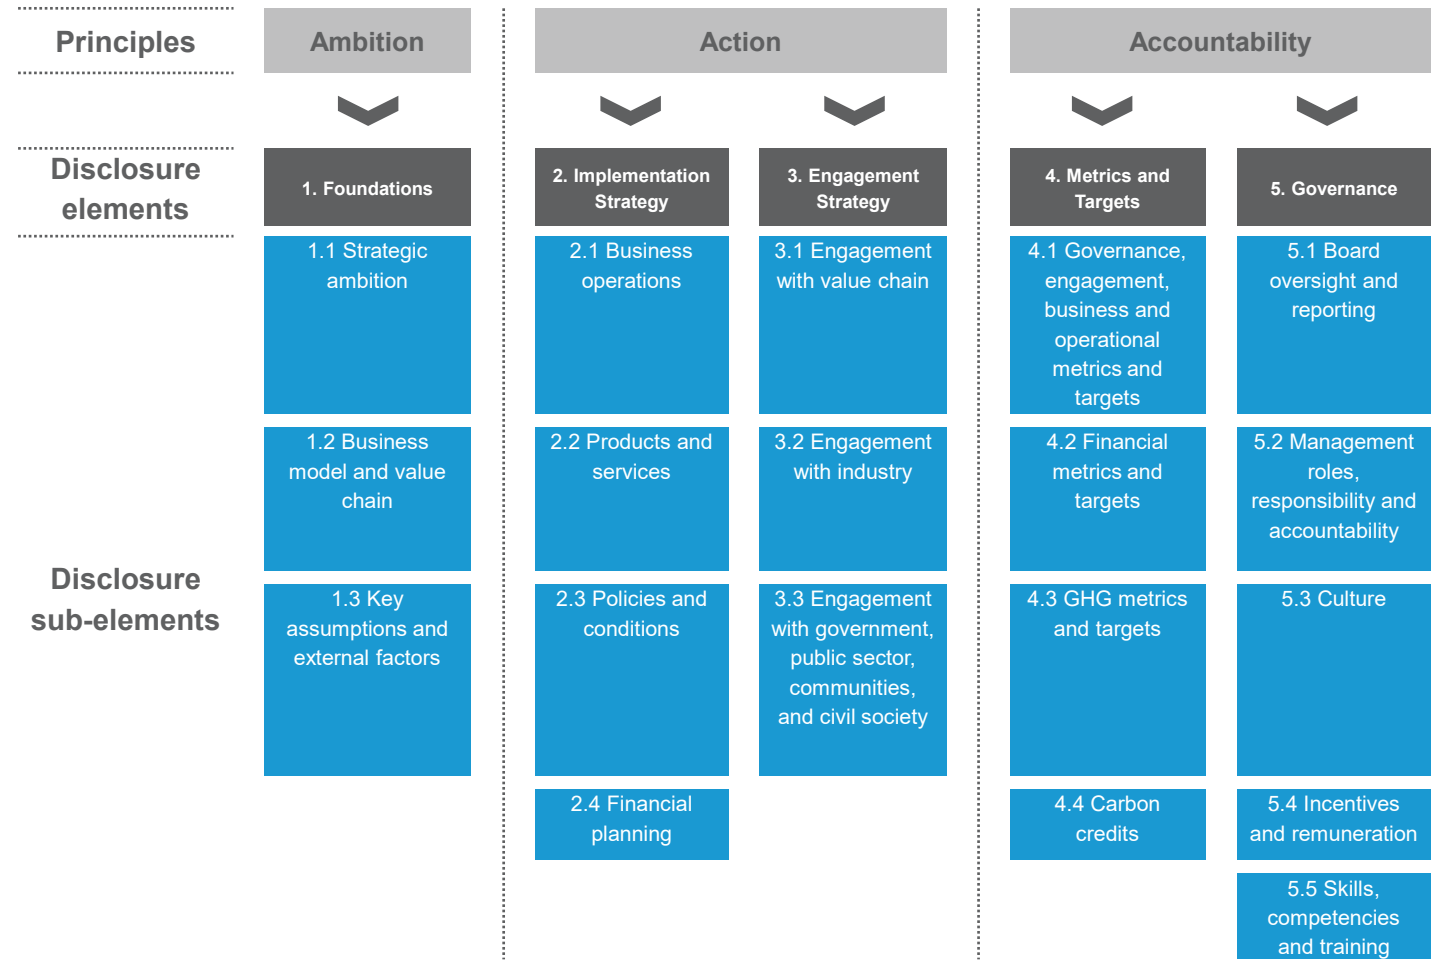 Principles
Ambition
Action
Accountability
Disclosure
elements
1. Foundations
2. Implementation
Strategy
3. Engagement
Strategy
4. Metrics and
Targets
5. Governance
Disclosure
sub-elements
1.1 Strategic
ambition
1.2 Business
model and value
chain
1.3 Key
assumptions and
external factors
2.1 Business
operations
2.2 Products and
services
2.3 Policies and
conditions
2.4 Financial
planning
3.1 Engagement
with value chain
3.2 Engagement
with industry
3.3 Engagement
with government,
public sector,
communities,
and civil society
4.1 Governance,
engagement,
business and
operational
metrics and
targets
4.2 Financial
metrics and
targets
4.3 GHG metrics
and targets
4.4 Carbon
credits
5.1 Board
oversight and
reporting
5.2 Management
roles,
responsibility and
accountability
5.3 Culture
5.4 Incentives
and remuneration
5.5 Skills,
competencies
and training